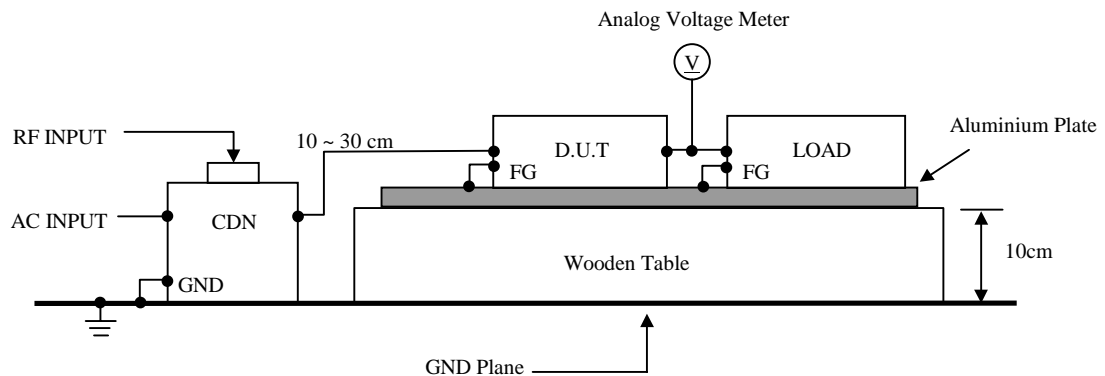 Analog Voltage Meter
V
RF INPUT
10 ~ 30 cm
D.U.T
LOAD
Aluminium Plate
FG
FG
AC INPUT
CDN
GND
Wooden Table
10cm
GND Plane